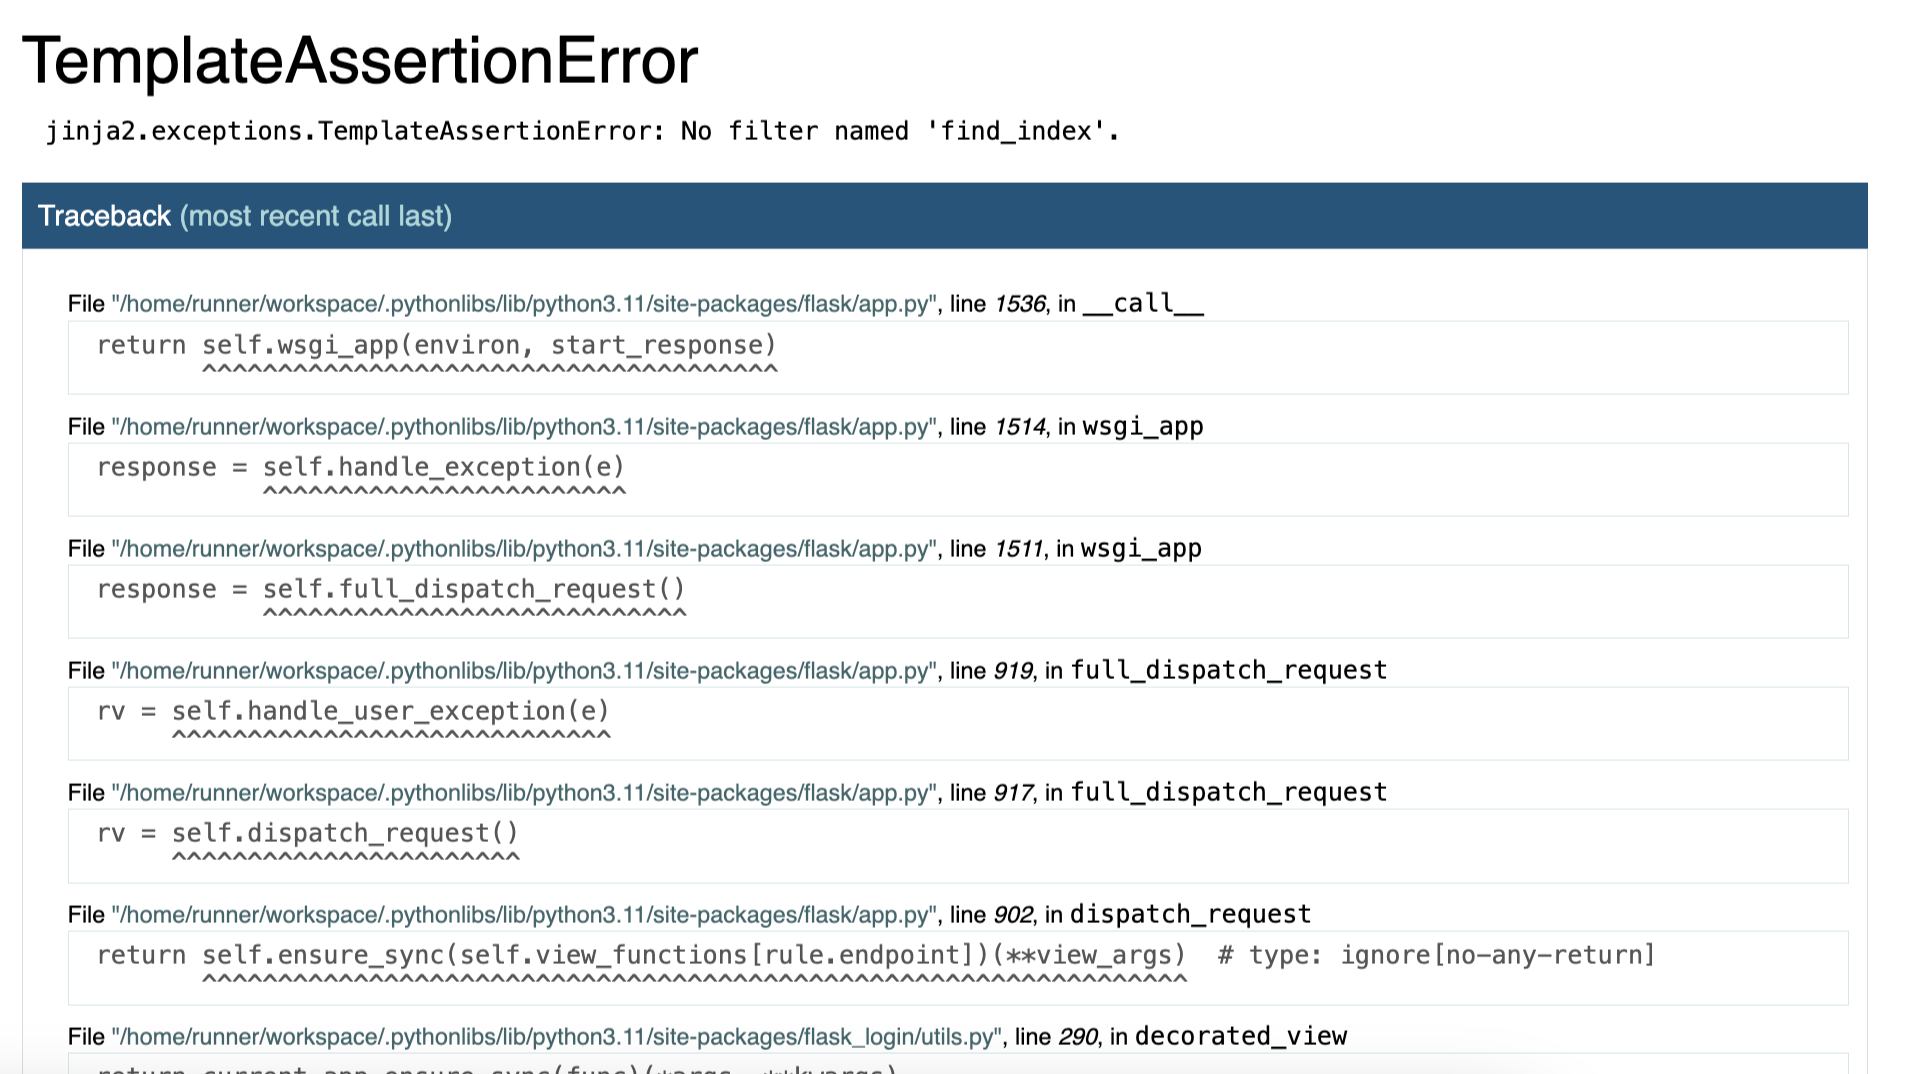 TemplateAssertionError
jinja2.exceptions.TemplateAssertionError: No filter named 'find_index'.
Traceback (most recent call last)
File "/home/runner/workspace/.pythonlibs/lib/python3.11/site-packages/flask/app.py", line 1536, in __call__
return self.wsgi_app(environ, start_response)
^^^^^^^^^^^^^^^^^^^^^^^^^^^^^^^^^^^^^^
File "/home/runner/workspace/.pythonlibs/lib/python3.11/site-packages/flask/app.py", line 1514, in wsgi_app
response = self.handle_exception(e)
^^^^^^^^^^^^^^^^^^^^^^^^
File "/home/runner/workspace/.pythonlibs/lib/python3.11/site-packages/flask/app.py", line 1511, in wsgi_app
response = self.full_dispatch_request()
^^^^^^^^^^^^^^^^^^^^^^^^^^^^
File "/home/runner/workspace/.pythonlibs/lib/python3.11/site-packages/flask/app.py", line 919, in full_dispatch_request
rv = self.handle_user_exception(e)
^^^^^^^^^^^^^^^^^^^^^^^^^^^^^
File "/home/runner/workspace/.pythonlibs/lib/python3.11/site-packages/flask/app.py", line 917, in full_dispatch_request
rv = self.dispatch_request()
^^^^^^^^^^^^^^^^^^^^^^^
File "/home/runner/workspace/.pythonlibs/lib/python3.11/site-packages/flask/app.py", line 902, in dispatch_request
return self.ensure_sync(self.view_functions[rule.endpoint])(**view_args)  # type: ignore[no-any-return]
^^^^^^^^^^^^^^^^^^^^^^^^^^^^^^^^^^^^^^^^^^^^^^^^^^^^^^^^^^^^^^^^^
File "/home/runner/workspace/.pythonlibs/lib/python3.11/site-packages/flask_login/utils.py", line 290, in decorated_view
return current_app.ensure_sync(func)(*args, **kwargs)